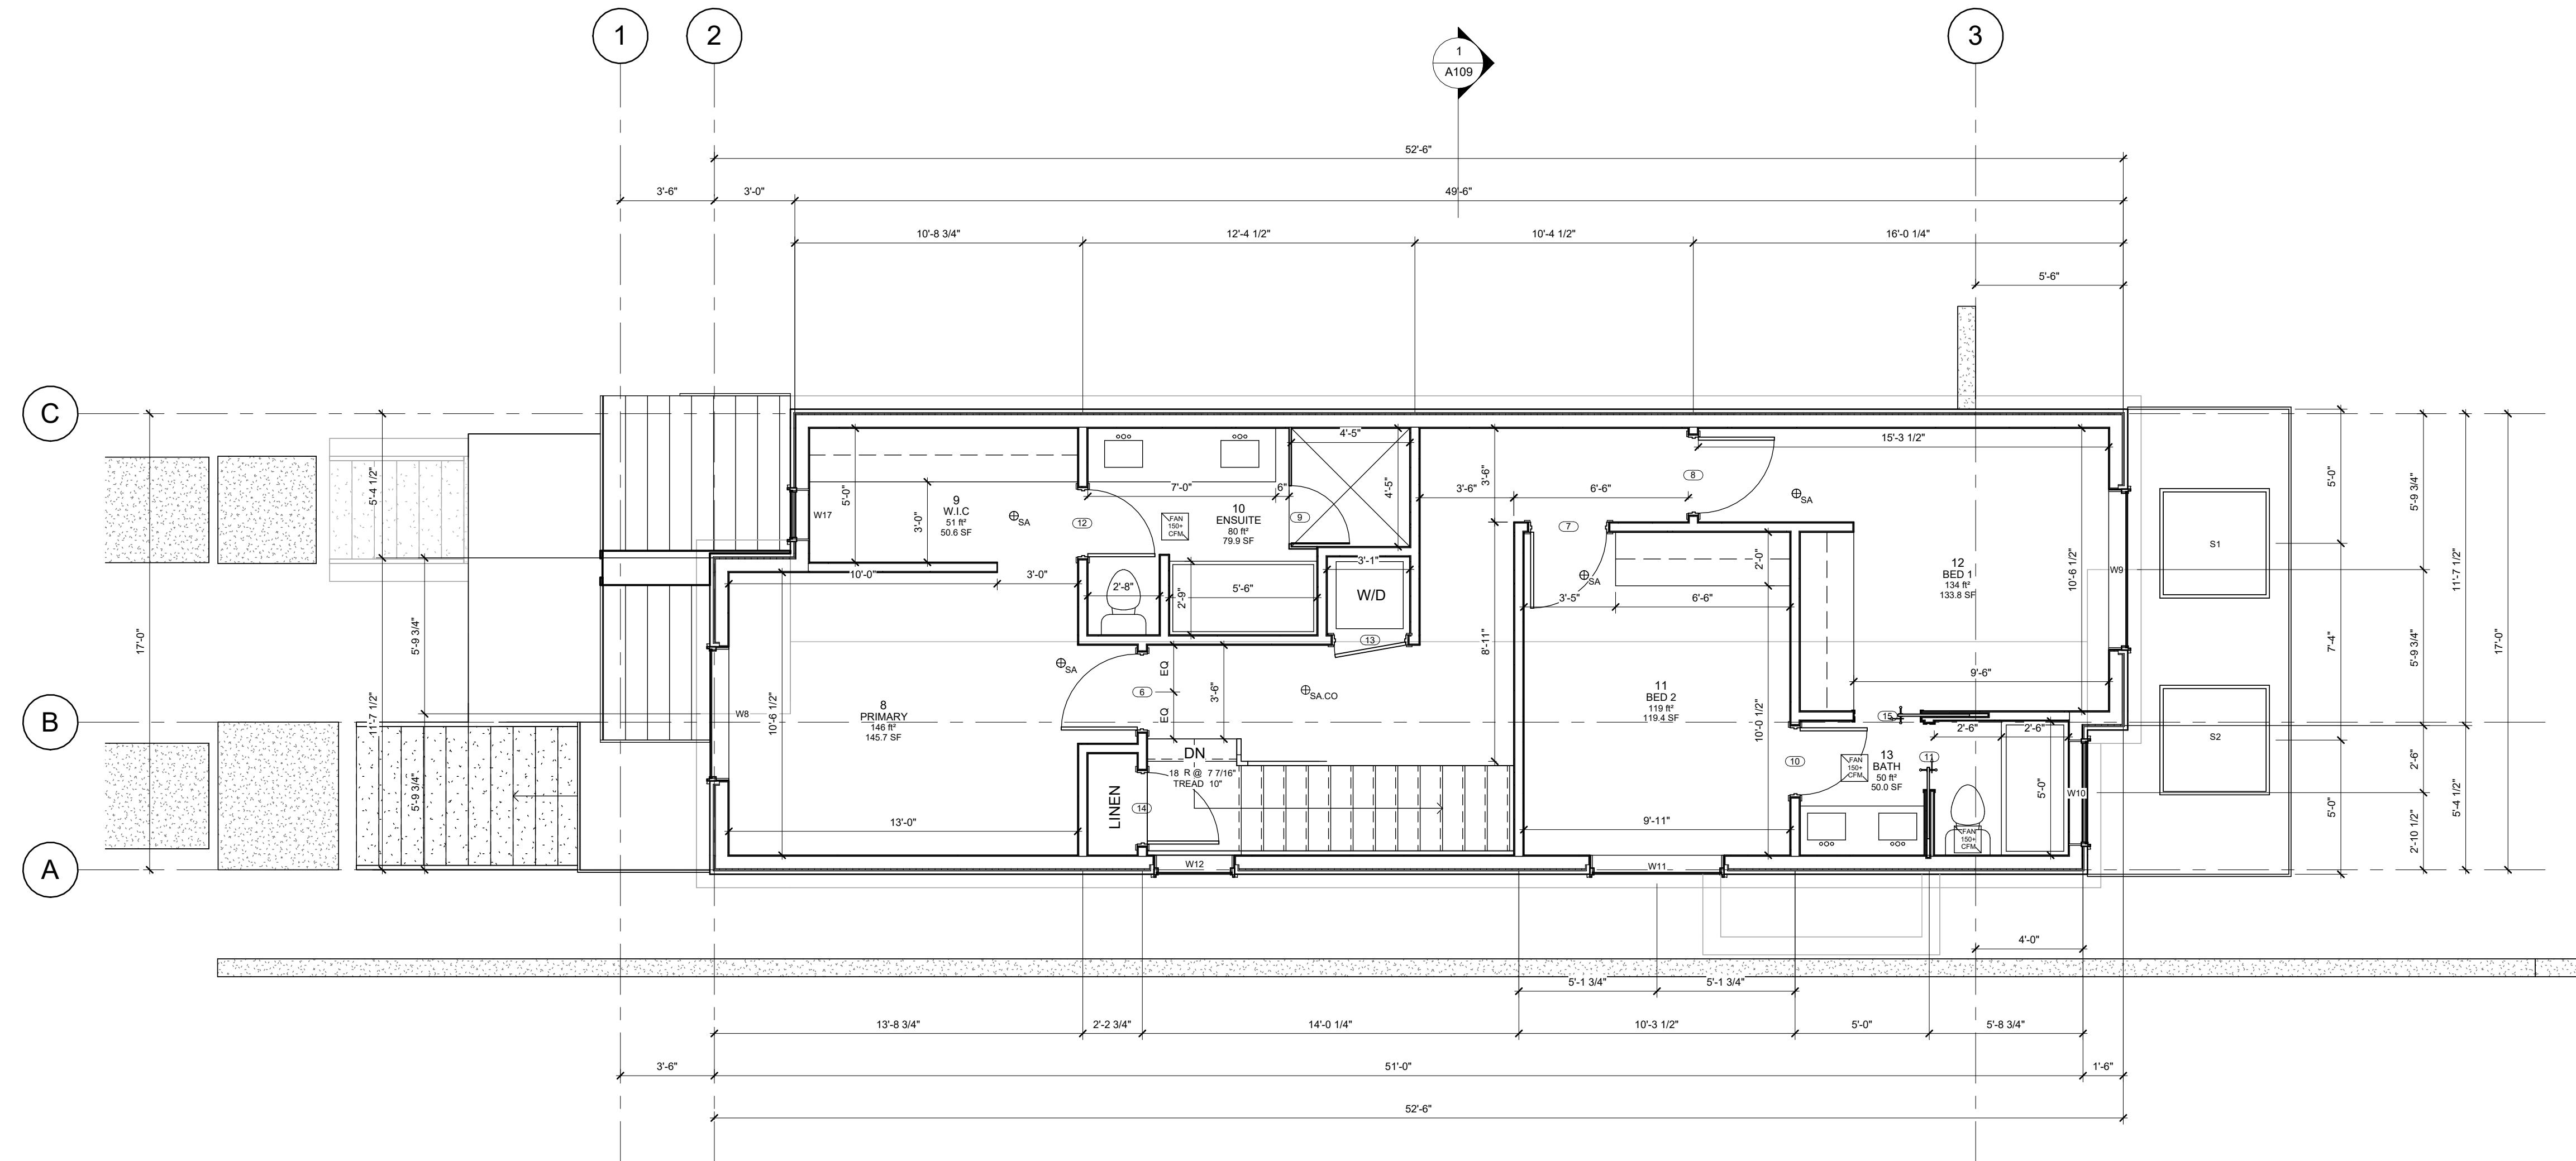 1
2
3
1
A109
52'-6"
3'-6"
3'-0"
49'-6"
10'-8 3/4"
12'-4 1/2"
10'-4 1/2"
16'-0 1/4"
5'-6"
C
B
A
17'-0"
5'-4 1/2"
11'-7 1/2"
5'-9 3/4"
5'-9 3/4"
W17
5'-0"
3'-0"
9
W.I.C
51 ft²
50.6 SF
SA
12
7'-0"
6"
FAN
150+
CFM
10
ENSUITE
80 ft²
79.9 SF
9
4'-5"
4'-5"
3'-6"
3'-6"
6'-6"
8
15'-3 1/2"
SA
7
10'-0"
3'-0"
2'-8"
2'-9"
5'-6"
3'-1"
W/D
13
SA
3'-5"
6'-6"
2'-0"
12
BED 1
134 ft²
133.8 SF
10'-6 1/2"
W9
8'-11"
9'-6"
W8
10'-6 1/2"
8
PRIMARY
146 ft²
145.7 SF
SA
6
EQ
EQ
3'-6"
SA.CO
11
BED 2
119 ft²
119.4 SF
10'-0 1/2"
15
2'-6"
2'-6"
DN
18 R @ 7 7/16"
TREAD 10"
LINEN
14
13'-0"
9'-11"
10
FAN
150+
CFM
13
BATH
50 ft²
50.0 SF
11
5'-0"
W10
FAN
150+
CFM
W12
W11
S1
S2
5'-0"
7'-4"
5'-0"
5'-9 3/4"
5'-9 3/4"
2'-6"
2'-10 1/2"
11'-7 1/2"
5'-4 1/2"
17'-0"
4'-0"
5'-1 3/4"
5'-1 3/4"
13'-8 3/4"
2'-2 3/4"
14'-0 1/4"
10'-3 1/2"
5'-0"
5'-8 3/4"
3'-6"
51'-0"
1'-6"
52'-6"